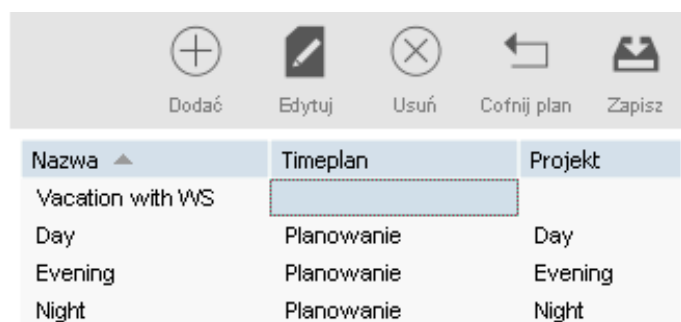 Dodać Edytuj Usuń Cofnij plan Zapisz
Nazwa Timeplan Projekt
Vacation with WS
Day Planowanie Day
Evening Planowanie Evening
Night Planowanie Night